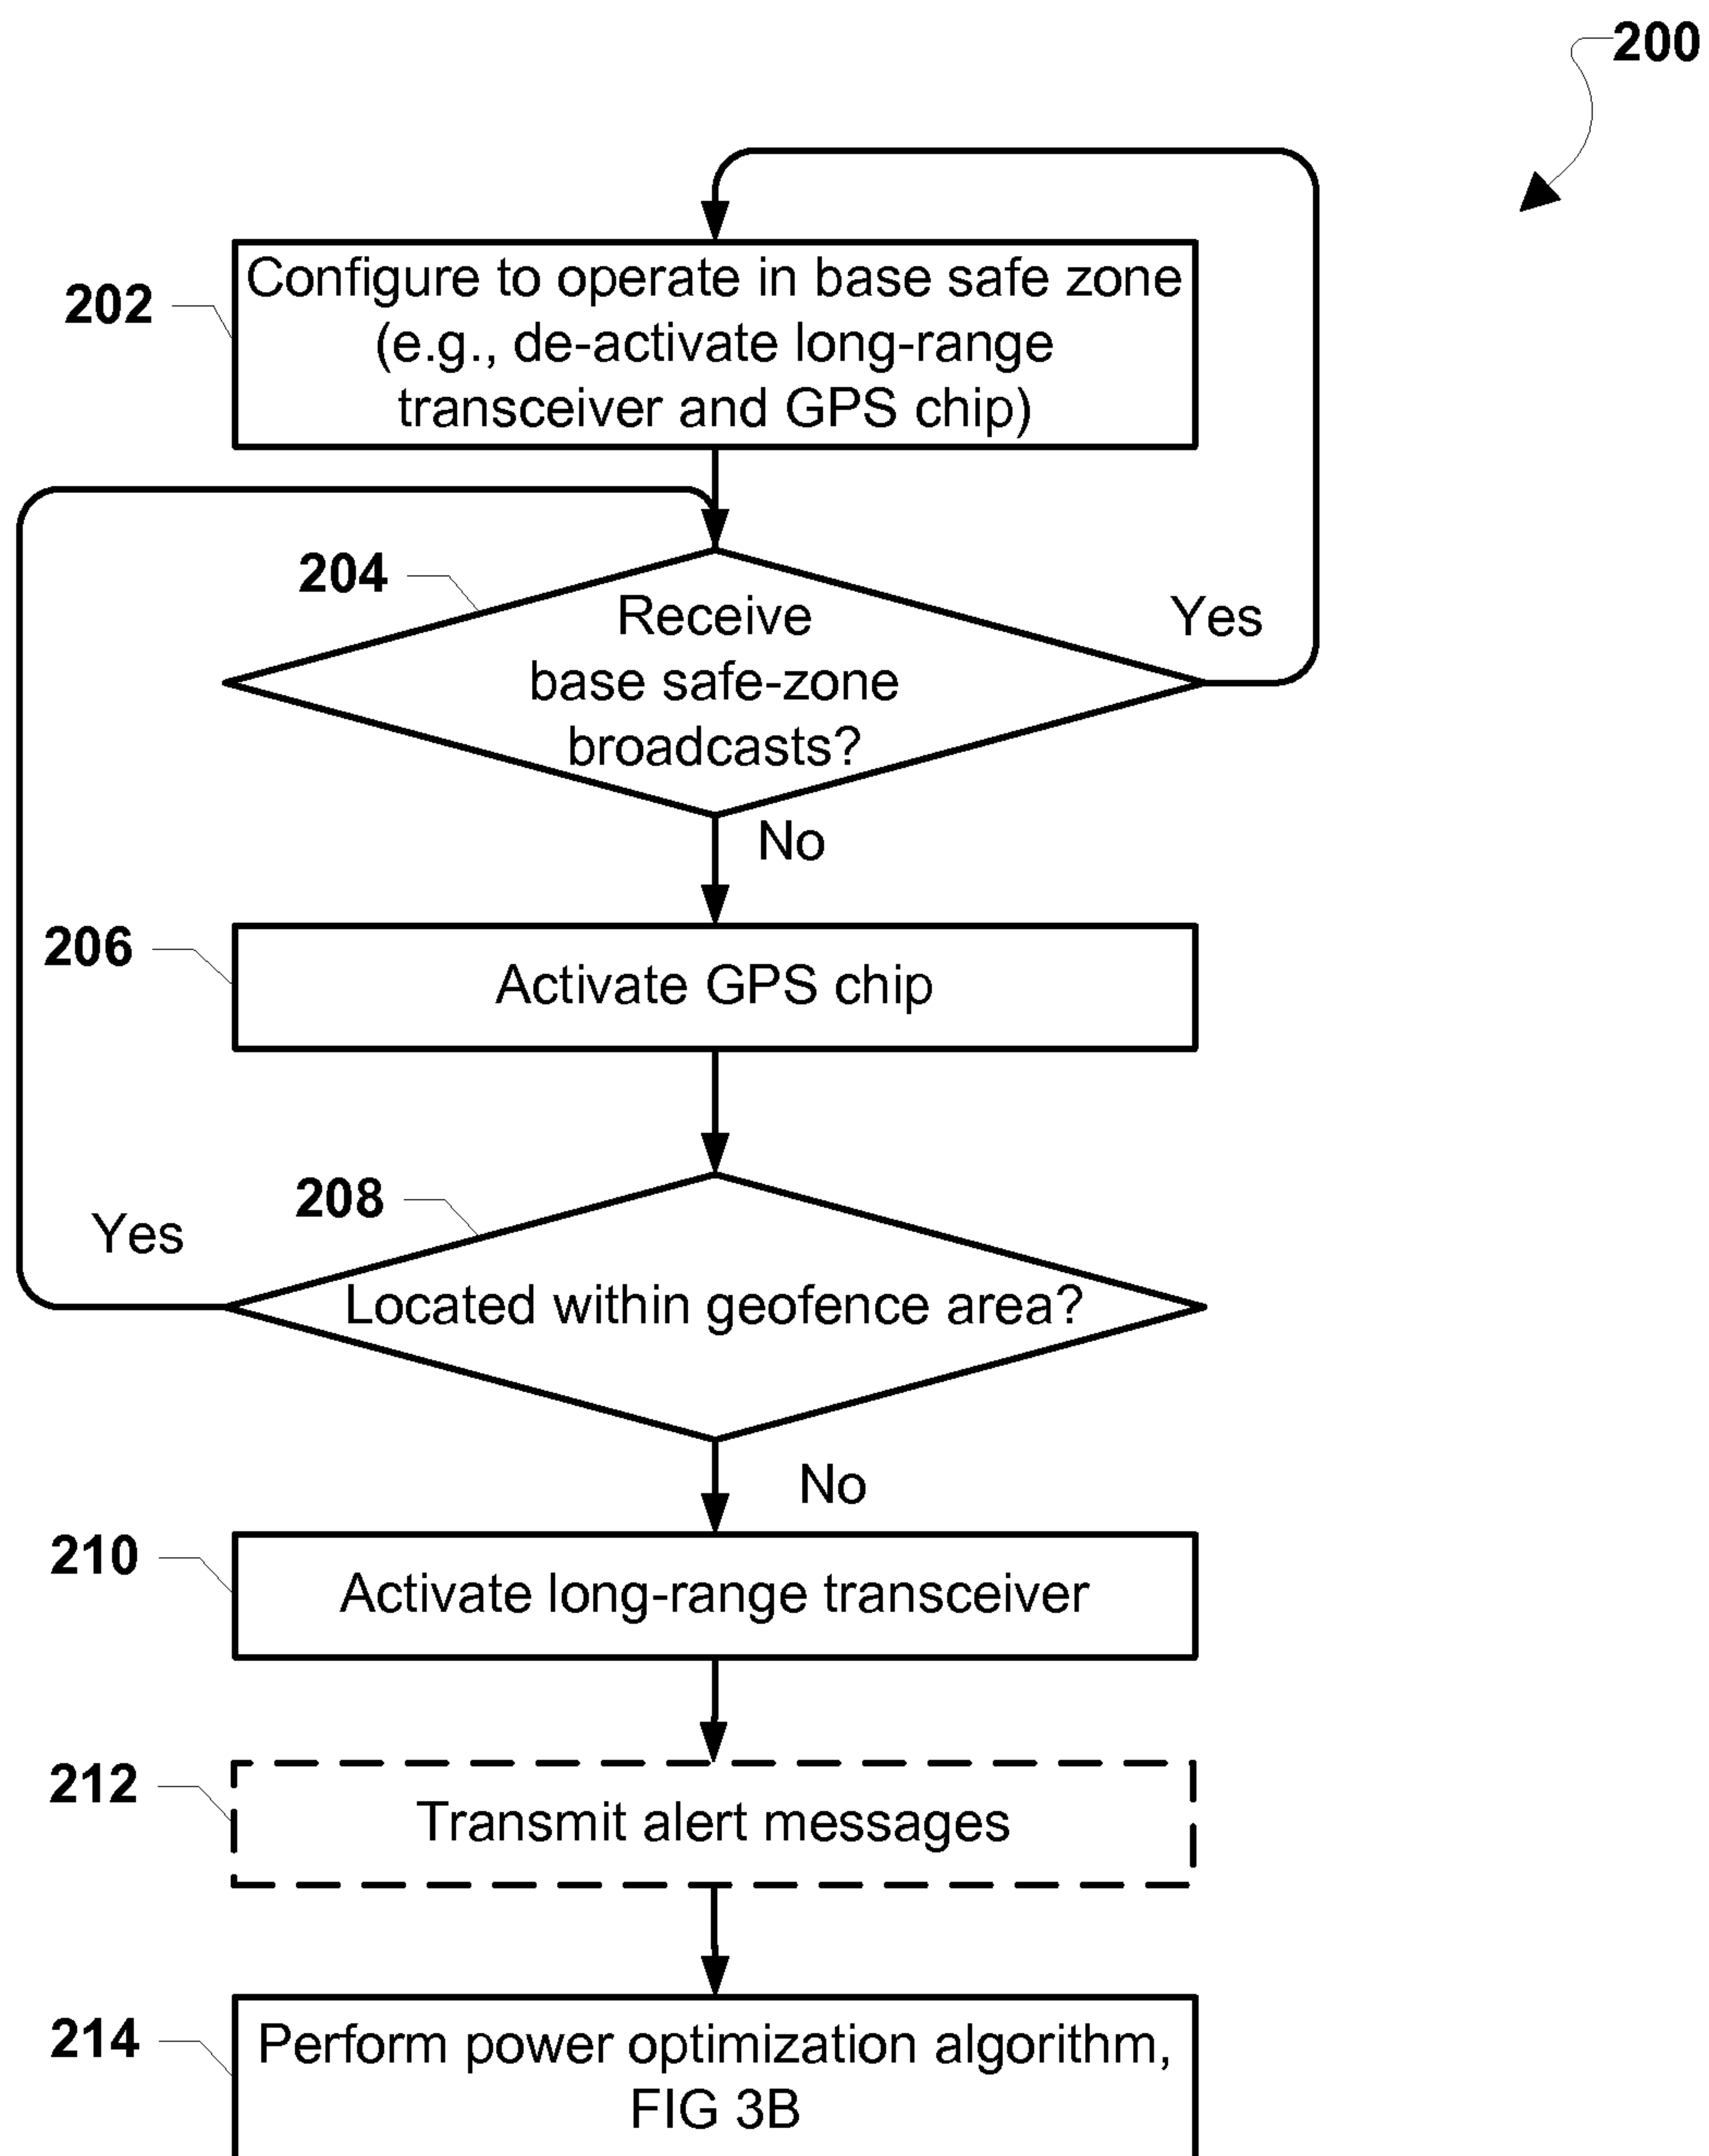 200
202
Configure to operate in base safe zone
(e.g., de-activate long-range
transceiver and GPS chip)
204
Receive
base safe-zone
broadcasts?
Yes
No
206
Activate GPS chip
208
Yes
Located within geofence area?
No
210
Activate long-range transceiver
212
Transmit alert messages
214
Perform power optimization algorithm,
FIG 3B